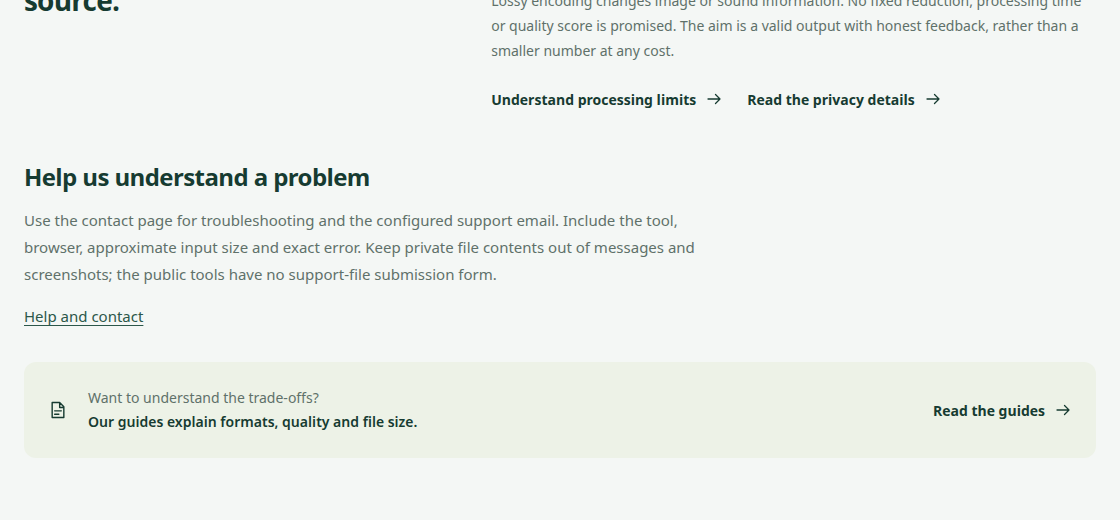 source.
Lossy encoding changes image or sound information. No fixed reduction, processing time
or quality score is promised. The aim is a valid output with honest feedback, rather than a
smaller number at any cost.
Understand processing limits → Read the privacy details →
Help us understand a problem
Use the contact page for troubleshooting and the configured support email. Include the tool,
browser, approximate input size and exact error. Keep private file contents out of messages and
screenshots; the public tools have no support-file submission form.
Help and contact
Want to understand the trade-offs?
Our guides explain formats, quality and file size.
Read the guides →